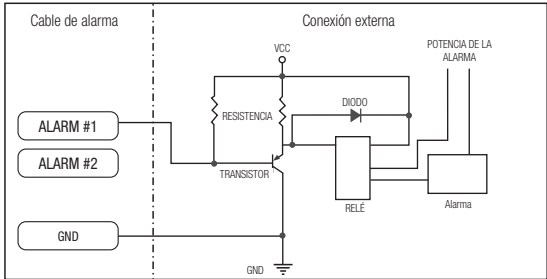 Cable de alarma
Conexión externa
VCC
POTENCIA DE LA
ALARMA
DIODO
RESISTENCIA
ALARM #1
ALARM #2
TRANSISTOR
RELÉ
Alarma
GND
GND